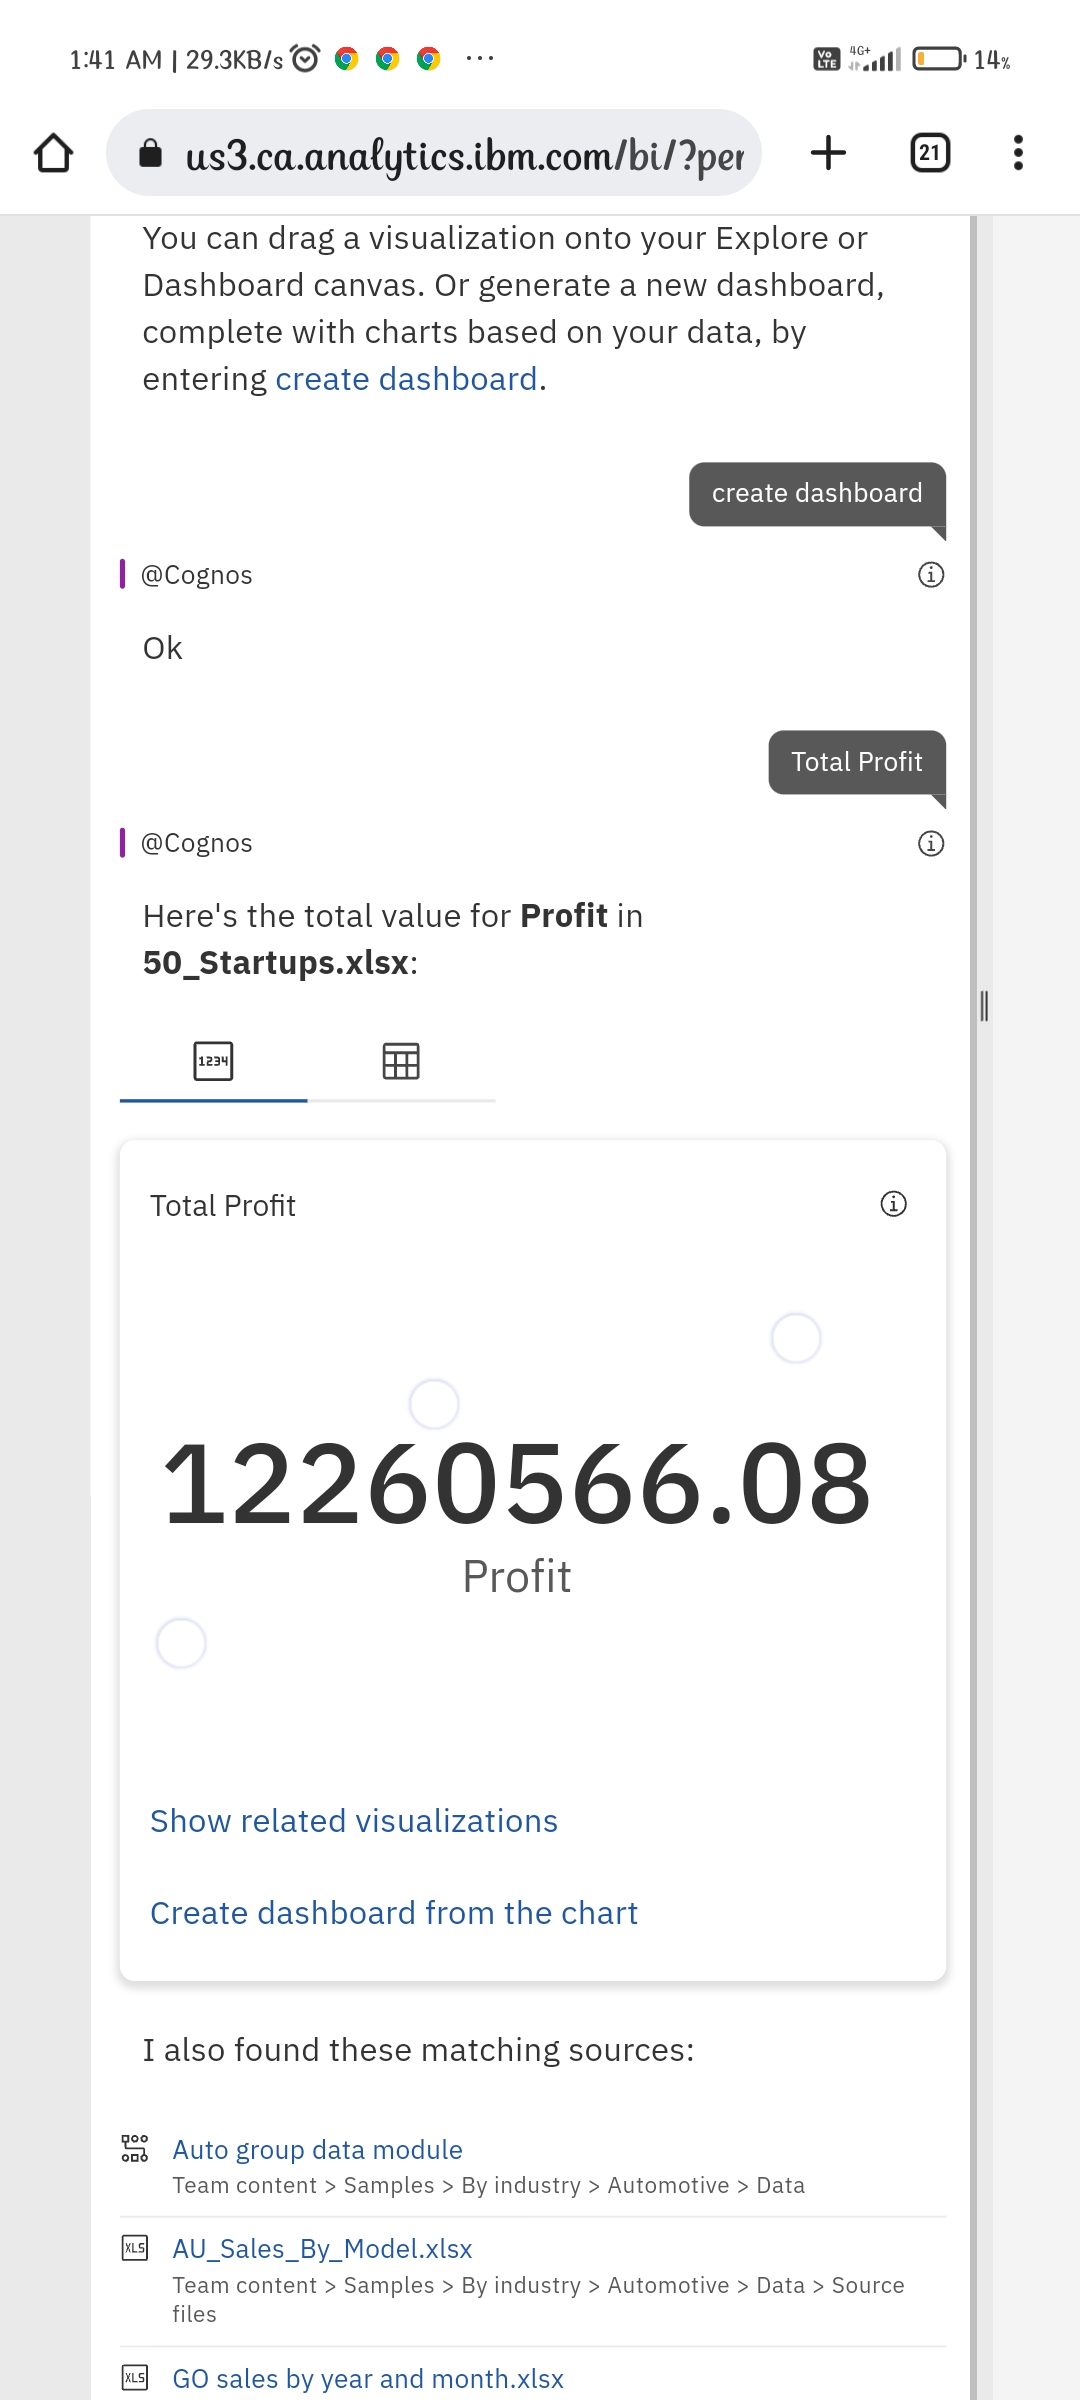 1:41 AM | 29.3KB/s ...
Vo LTE 4G+ 14%
us3.ca.analytics.ibm.com/bi/?per
21
You can drag a visualization onto your Explore or
Dashboard canvas. Or generate a new dashboard,
complete with charts based on your data, by
entering create dashboard.
create dashboard
@Cognos
Ok
Total Profit
@Cognos
Here's the total value for Profit in
50_Startups.xlsx:
1234
Total Profit
12260566.08
Profit
Show related visualizations
Create dashboard from the chart
I also found these matching sources:
Auto group data module
Team content > Samples > By industry > Automotive > Data
XLS AU_Sales_By_Model.xlsx
Team content > Samples > By industry > Automotive > Data > Source
files
XLS GO sales by year and month.xlsx